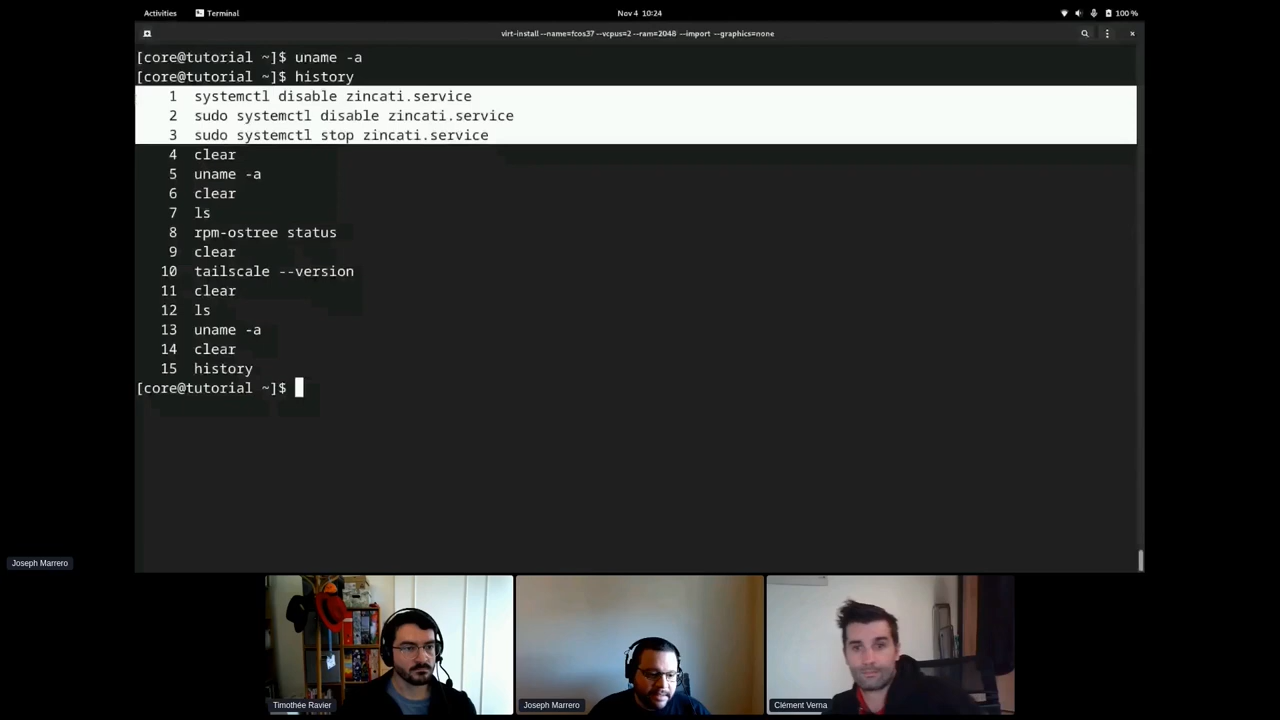 Activities Terminal Nov 4 10:24 100 %
virt-install --name=fcos37 --vcpus=2 --ram=2048 --import --graphics=none
[core@tutorial ~]$ uname -a
[core@tutorial ~]$ history
1 systemctl disable zincati.service
2 sudo systemctl disable zincati.service
3 sudo systemctl stop zincati.service
4 clear
5 uname -a
6 clear
7 ls
8 rpm-ostree status
9 clear
10 tailscale --version
11 clear
12 ls
13 uname -a
14 clear
15 history
[core@tutorial ~]$
Joseph Marrero
Timothée Ravier
Joseph Marrero
Clément Verna